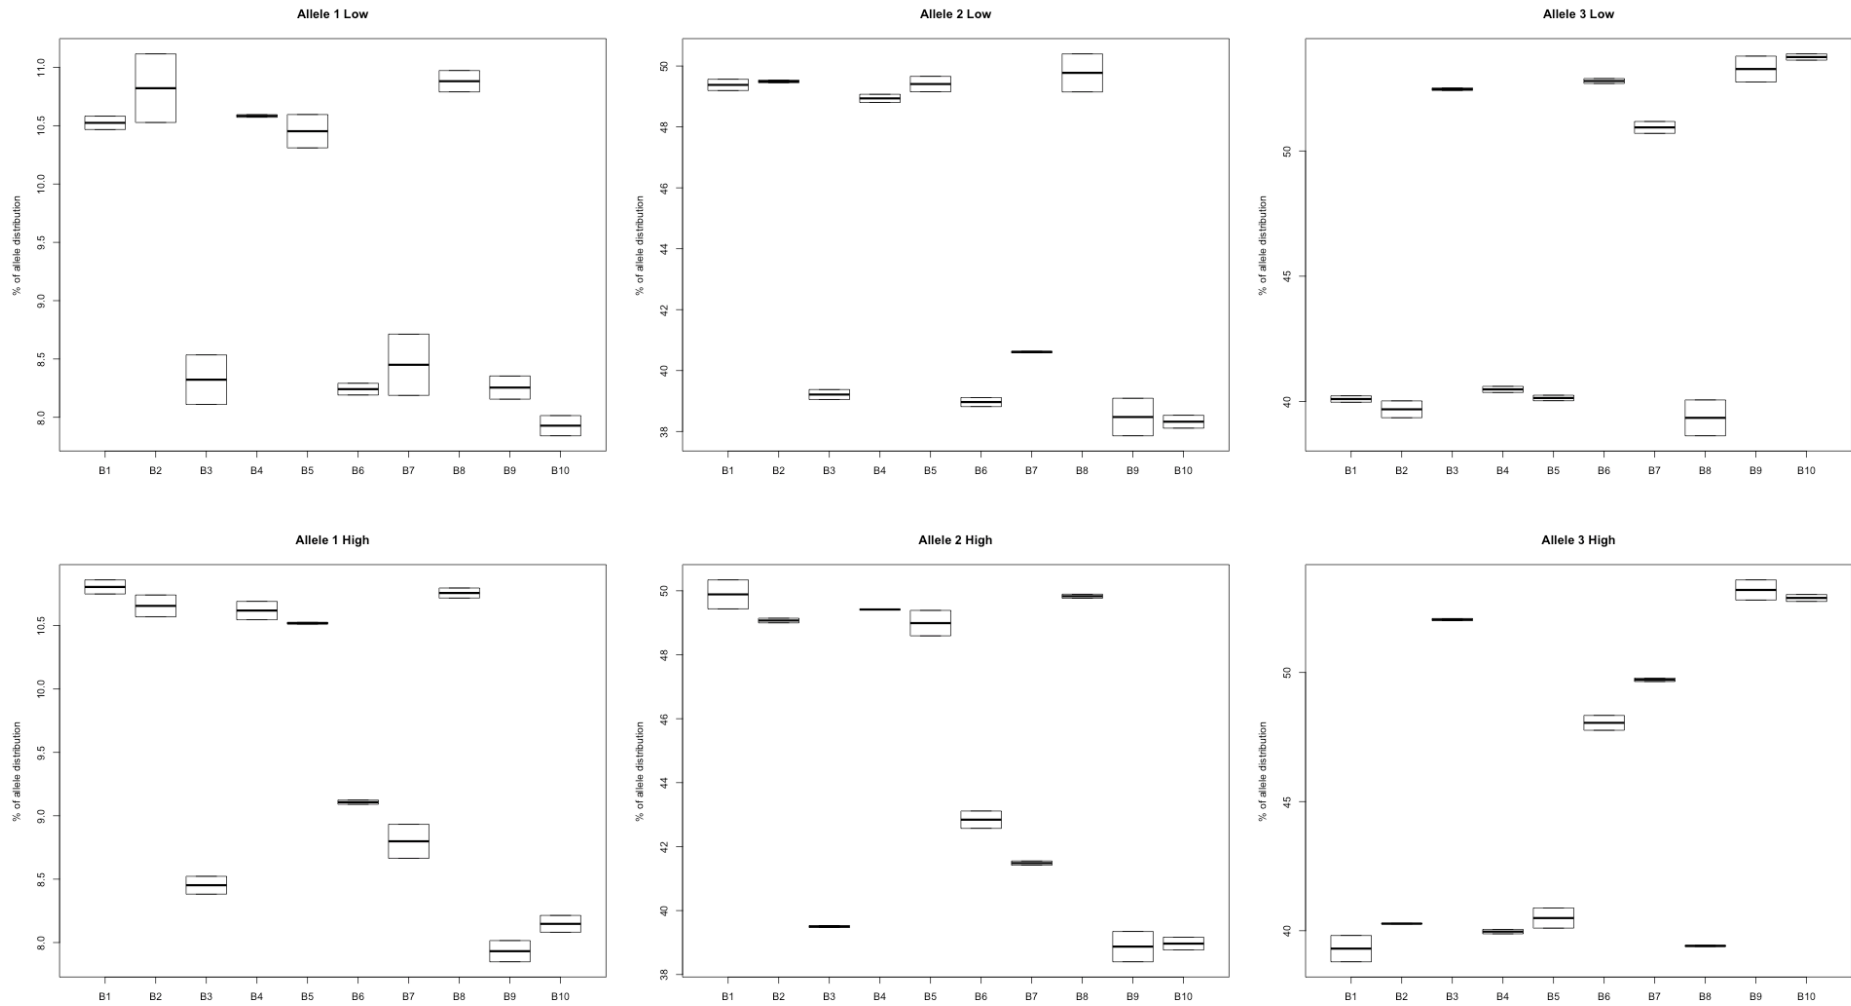 Allele 1 Low
% of allele distribution
11.0
10.5
10.0
9.5
9.0
8.5
8.0
B1 B2 B3 B4 B5 B6 B7 B8 B9 B10
Allele 2 Low
% of allele distribution
50
48
46
44
42
40
38
B1 B2 B3 B4 B5 B6 B7 B8 B9 B10
Allele 3 Low
% of allele distribution
50
45
40
B1 B2 B3 B4 B5 B6 B7 B8 B9 B10
Allele 1 High
% of allele distribution
10.5
10.0
9.5
9.0
8.5
8.0
B1 B2 B3 B4 B5 B6 B7 B8 B9 B10
Allele 2 High
% of allele distribution
50
48
46
44
42
40
38
B1 B2 B3 B4 B5 B6 B7 B8 B9 B10
Allele 3 High
% of allele distribution
50
45
40
B1 B2 B3 B4 B5 B6 B7 B8 B9 B10